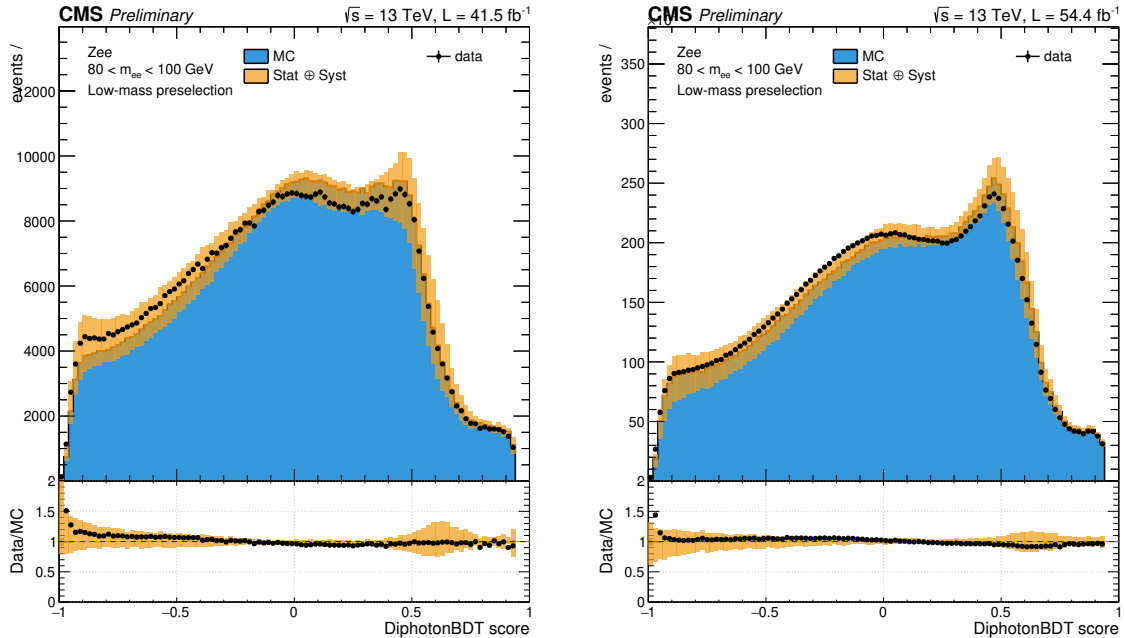 CMS Preliminary
√s = 13 TeV, L = 41.5 fb⁻¹
events /
Zee
80 < mₑₑ < 100 GeV
Low-mass preselection
MC
Stat ⊕ Syst
data
12000
10000
8000
6000
4000
2000
Data/MC
2
1.5
1
0.5
0
−1
−0.5
0
0.5
1
DiphotonBDT score
CMS Preliminary
√s = 13 TeV, L = 54.4 fb⁻¹
events /
Zee
80 < mₑₑ < 100 GeV
Low-mass preselection
MC
Stat ⊕ Syst
data
350
300
250
200
150
100
50
Data/MC
2
1.5
1
0.5
0
−1
−0.5
0
0.5
1
DiphotonBDT score